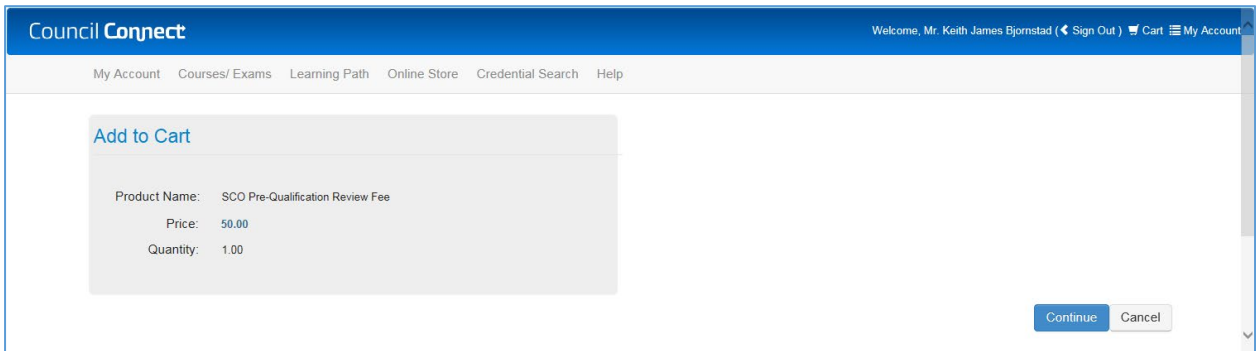 Council Connect
Welcome, Mr. Keith James Bjornstad ( Sign Out ) Cart My Account
My Account Courses/ Exams Learning Path Online Store Credential Search Help
Add to Cart
Product Name: SCO Pre-Qualification Review Fee
Price: 50.00
Quantity: 1.00
Continue Cancel